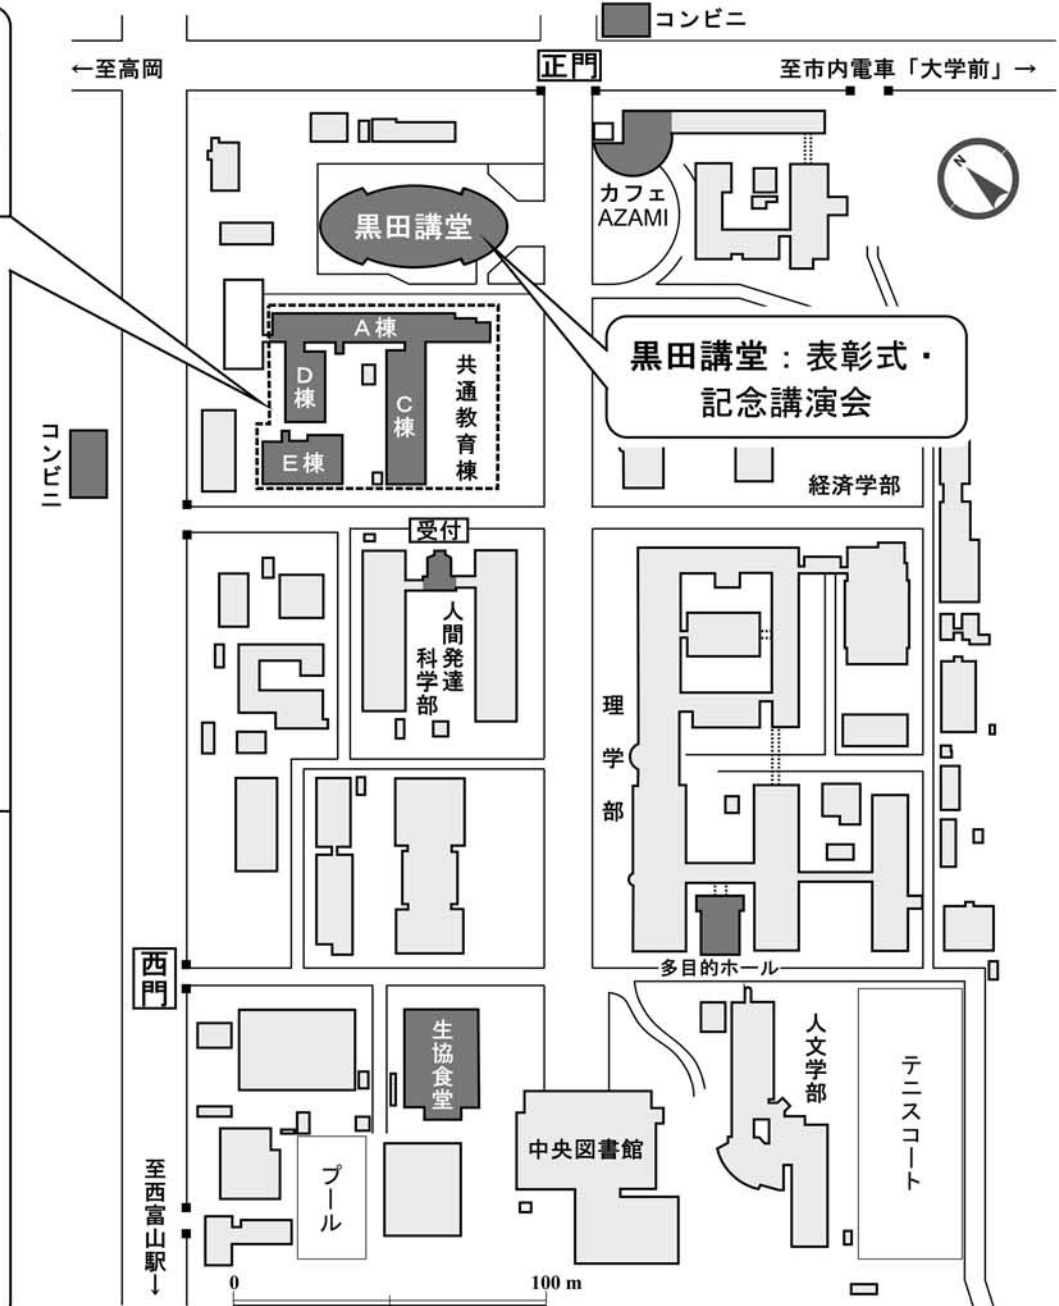 コンビニ
←至高岡
正門
至市内電車「大学前」→
カフェ
AZAMI
N
黒田講堂
A棟
D棟
C棟
E棟
共通教育棟
黒田講堂：表彰式・
記念講演会
コンビニ
経済学部
受付
人間発達
科学部
理学部
西門
多目的ホール
生協食堂
人文学部
テニスコート
中央図書館
プール
至西富山駅→
0
100 m